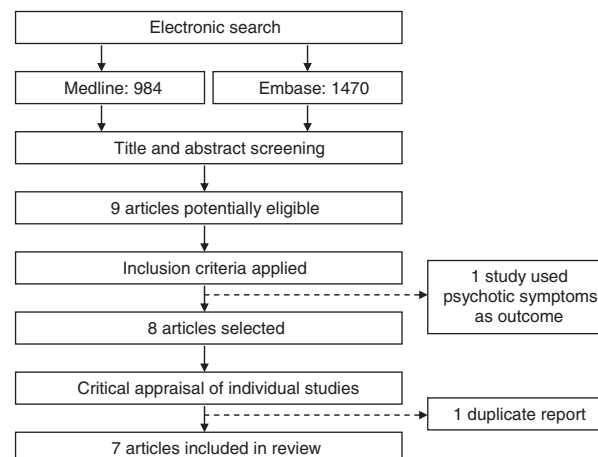 Electronic search
Medline: 984
Embase: 1470
Title and abstract screening
9 articles potentially eligible
Inclusion criteria applied
1 study used
psychotic symptoms
as outcome
8 articles selected
Critical appraisal of individual studies
1 duplicate report
7 articles included in review